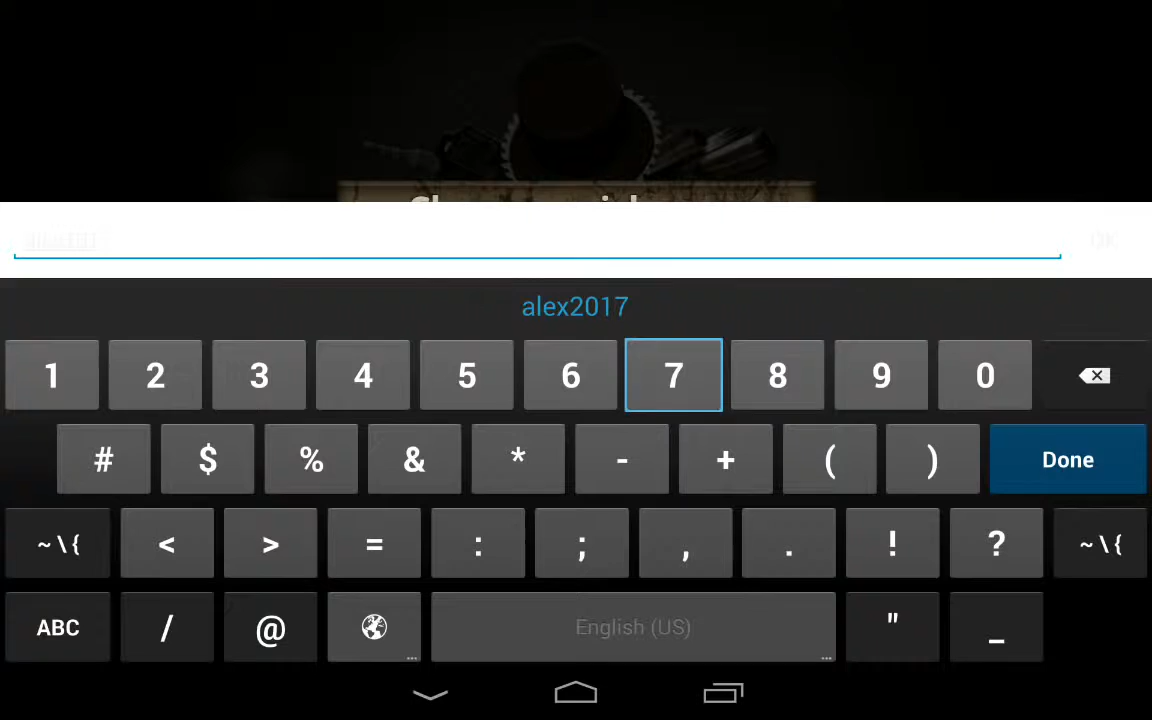 alex2017
1 2 3 4 5 6 7 8 9 0
# $ % & * - + ( ) Done
~ \ { < > = : ; , . ! ? ~ \ {
ABC / @ English (US) " _